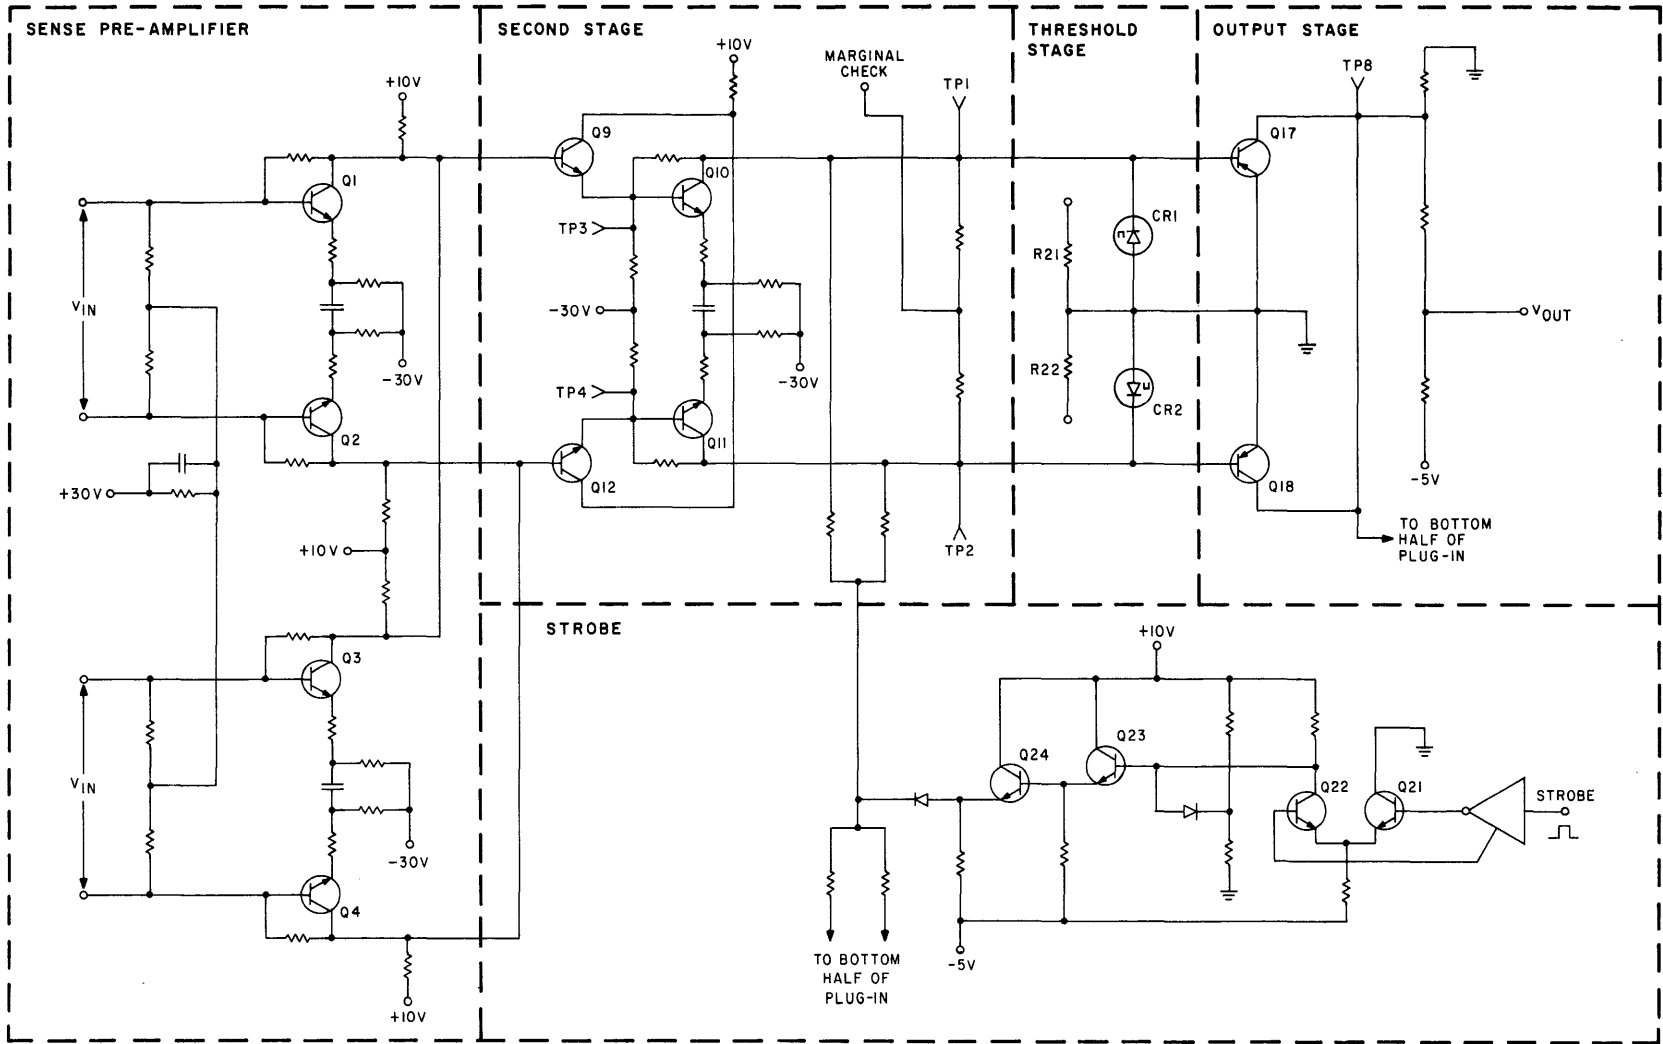 SENSE PRE-AMPLIFIER
+10V
Q1
VIN
-30V
Q2
+30V
+10V
Q3
VIN
-30V
Q4
+10V
SECOND STAGE
+10V
MARGINAL
CHECK
TP1
Q9
Q10
TP3
-30V
-30V
TP4
Q11
Q12
TP2
THRESHOLD
STAGE
CR1
R21
R22
CR2
OUTPUT STAGE
TP8
Q17
VOUT
Q18
-5V
TO BOTTOM
HALF OF
PLUG-IN
STROBE
+10V
Q24
Q23
Q22
Q21
STROBE
-5V
TO BOTTOM
HALF OF
PLUG-IN